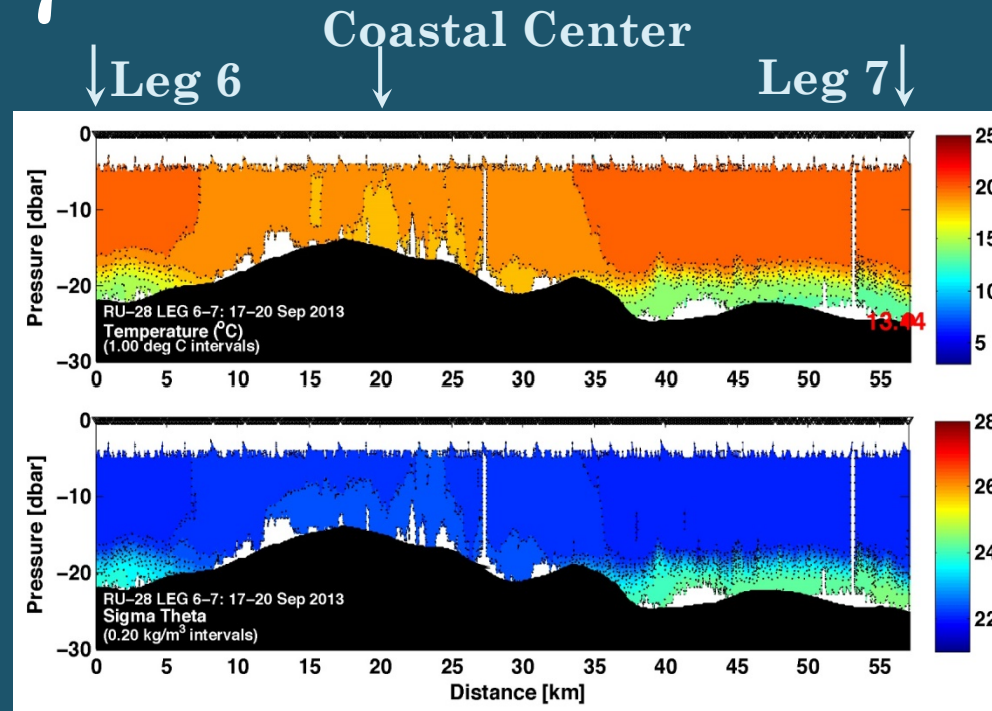 Coastal Center
Leg 6
Leg 7
0
−10
−20
−30
Pressure [dbar]
RU−28 LEG 6−7: 17−20 Sep 2013
Temperature (°C)
(1.00 deg C intervals)
13.44
0 5 10 15 20 25 30 35 40 45 50 55
25
20
15
10
5
0
−10
−20
−30
Pressure [dbar]
RU−28 LEG 6−7: 17−20 Sep 2013
Sigma Theta
(0.20 kg/m³ intervals)
0 5 10 15 20 25 30 35 40 45 50 55
Distance [km]
28
26
24
22